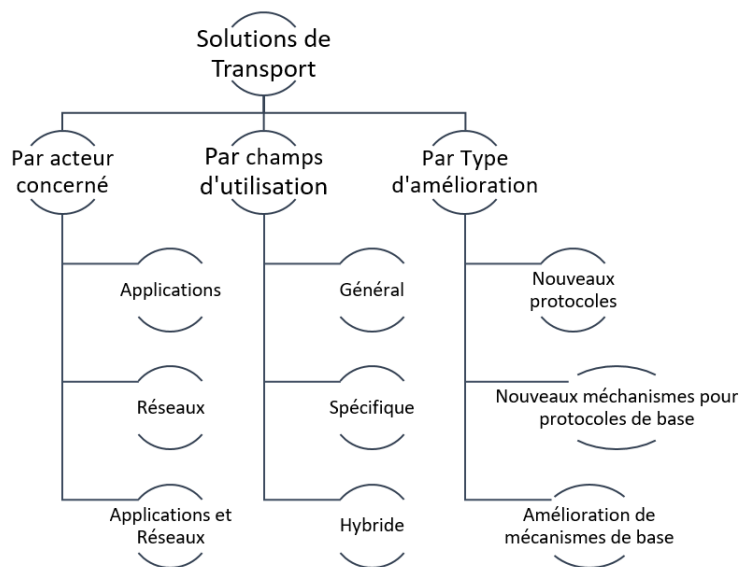 Solutions de
Transport
Par acteur
concerné
Par champs
d'utilisation
Par Type
d'amélioration
Applications
Général
Nouveaux
protocoles
Réseaux
Spécifique
Nouveaux méchanismes pour
protocoles de base
Applications et
Réseaux
Hybride
Amélioration de
mécanismes de base